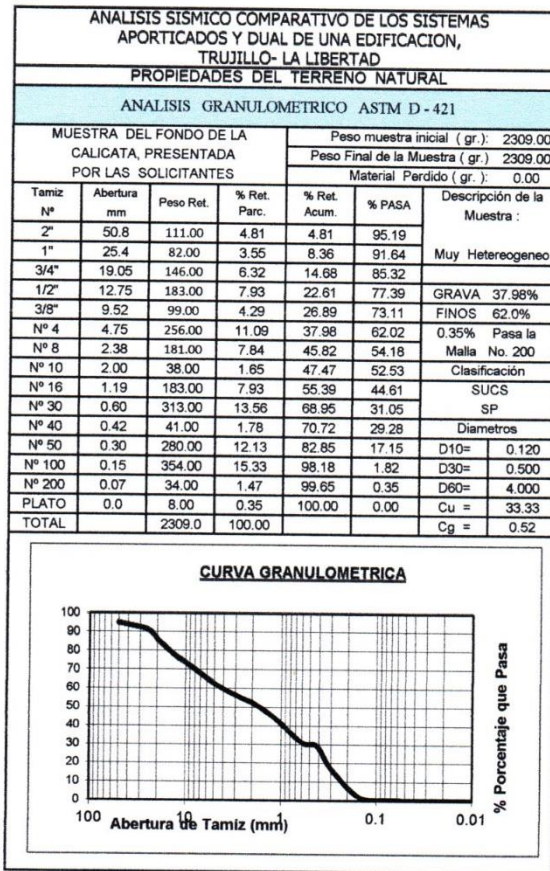 ANALISIS SISMICO COMPARATIVO DE LOS SISTEMAS
APORTICADOS Y DUAL DE UNA EDIFICACION,
TRUJILLO- LA LIBERTAD
PROPIEDADES DEL TERRENO NATURAL
ANALISIS GRANULOMETRICO ASTM D - 421
MUESTRA DEL FONDO DE LA
CALICATA, PRESENTADA
POR LAS SOLICITANTES
Peso muestra inicial ( gr.): 2309.00
Peso Final de la Muestra ( gr.) 2309.00
Material Perdido ( gr. ): 0.00
Tamiz Nº Abertura mm Peso Ret. % Ret. Parc. % Ret. Acum. % PASA Descripción de la Muestra :
2" 50.8 111.00 4.81 4.81 95.19
1" 25.4 82.00 3.55 8.36 91.64 Muy Hetereogeneo
3/4" 19.05 146.00 6.32 14.68 85.32
1/2" 12.75 183.00 7.93 22.61 77.39 GRAVA 37.98%
3/8" 9.52 99.00 4.29 26.89 73.11 FINOS 62.0%
Nº 4 4.75 256.00 11.09 37.98 62.02 0.35% Pasa la
Nº 8 2.38 181.00 7.84 45.82 54.18 Malla No. 200
Nº 10 2.00 38.00 1.65 47.47 52.53 Clasificación
Nº 16 1.19 183.00 7.93 55.39 44.61 SUCS
Nº 30 0.60 313.00 13.56 68.95 31.05 SP
Nº 40 0.42 41.00 1.78 70.72 29.28 Diametros
Nº 50 0.30 280.00 12.13 82.85 17.15 D10= 0.120
Nº 100 0.15 354.00 15.33 98.18 1.82 D30= 0.500
Nº 200 0.07 34.00 1.47 99.65 0.35 D60= 4.000
PLATO 0.0 8.00 0.35 100.00 0.00 Cu = 33.33
TOTAL 2309.0 100.00 Cg = 0.52
CURVA GRANULOMETRICA
100
90
80
70
60
50
40
30
20
10
0
100 10 1 0.1 0.01
Abertura de Tamiz (mm)
% Porcentaje que Pasa